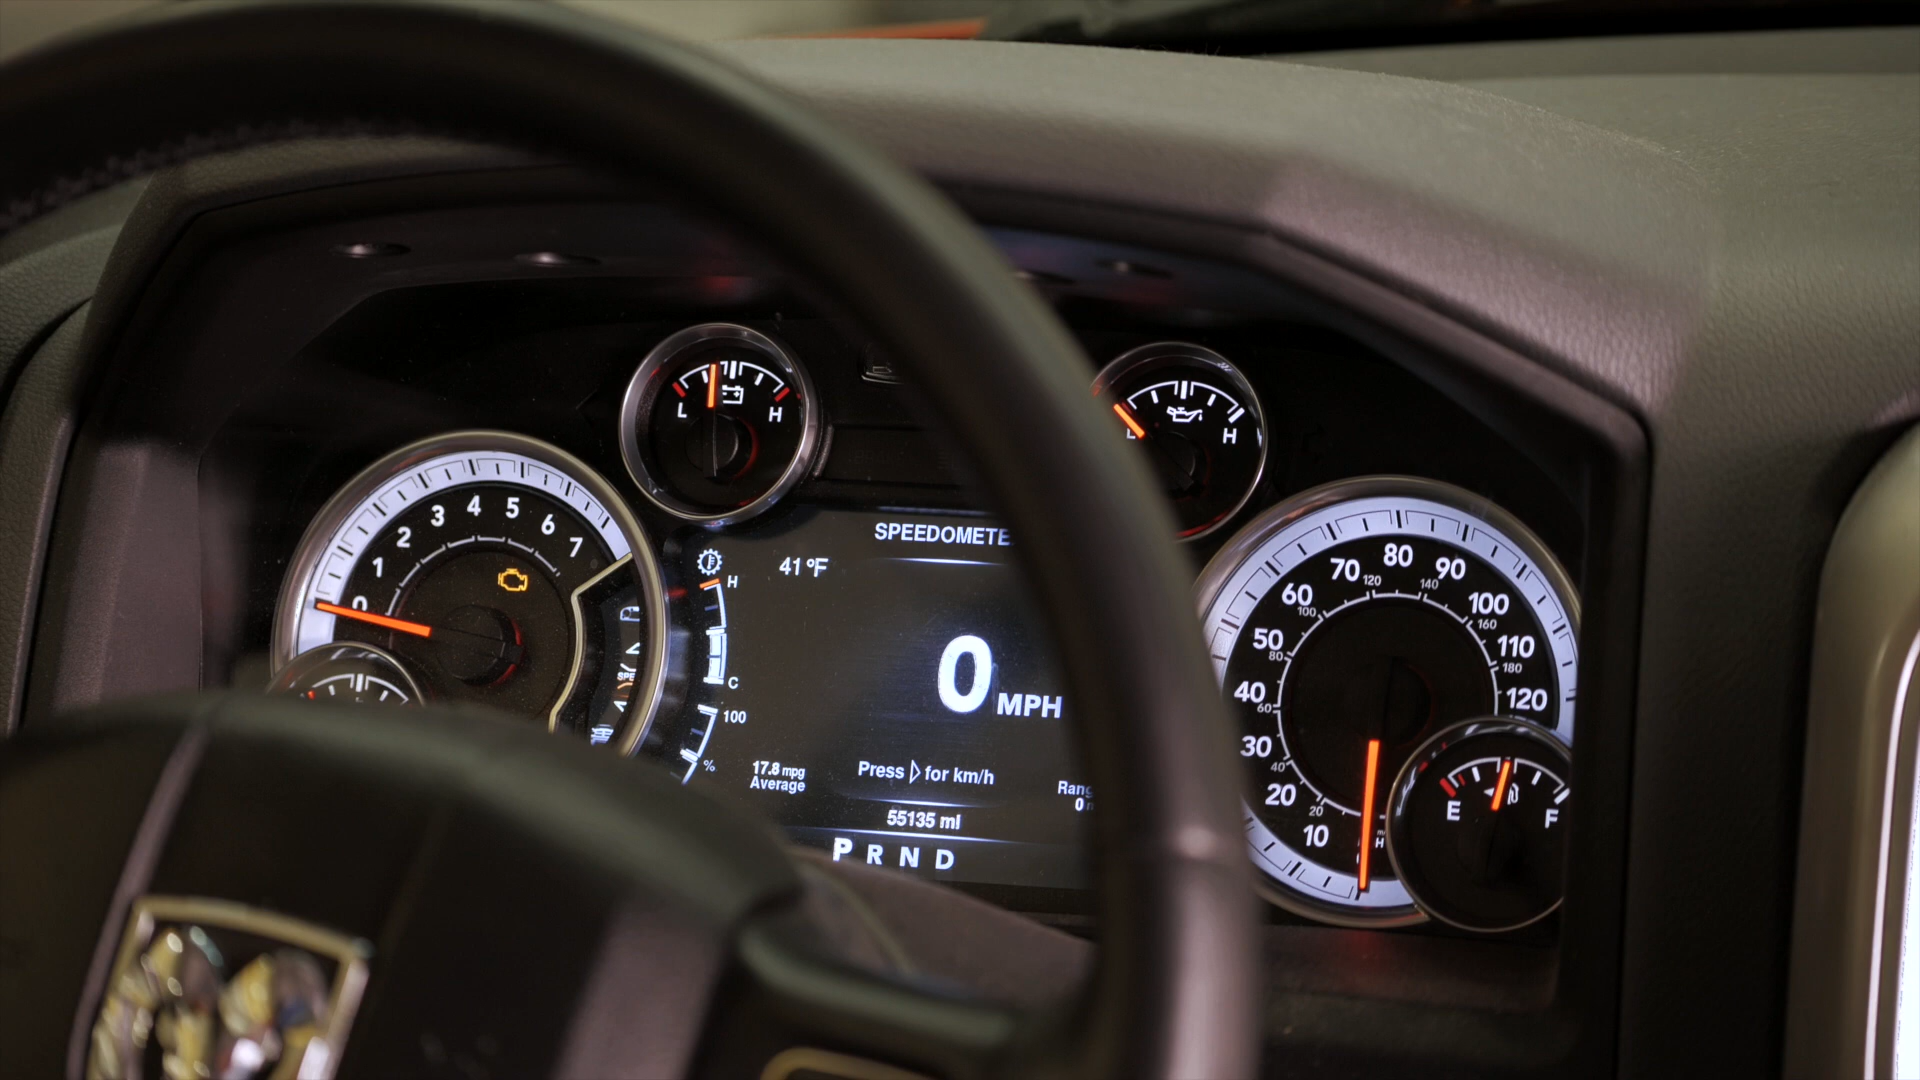 L H
L H
0 1 2 3 4 5 6 7
SPEEDOMETE
41 °F
H
C
100
%
0 MPH
17.8 mpg
Average
Press ▷ for km/h
Rang
0
55135 mi
P R N D
10 20 30 40 50 60 70 80 90 100 110 120
20 40 60 80 100 120 140 160 180
E F